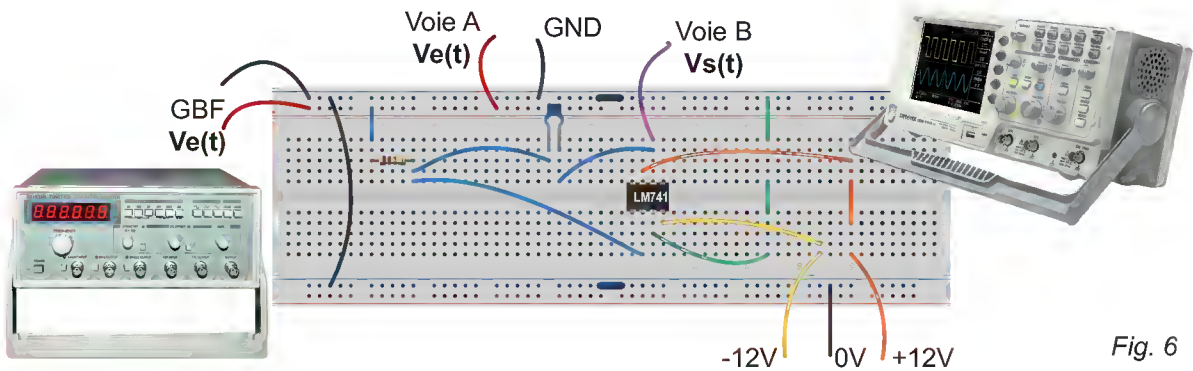 Voie A
Ve(t)
GND
Voie B
Vs(t)
GBF
Ve(t)
LM741
-12V
0V
+12V
Fig. 6